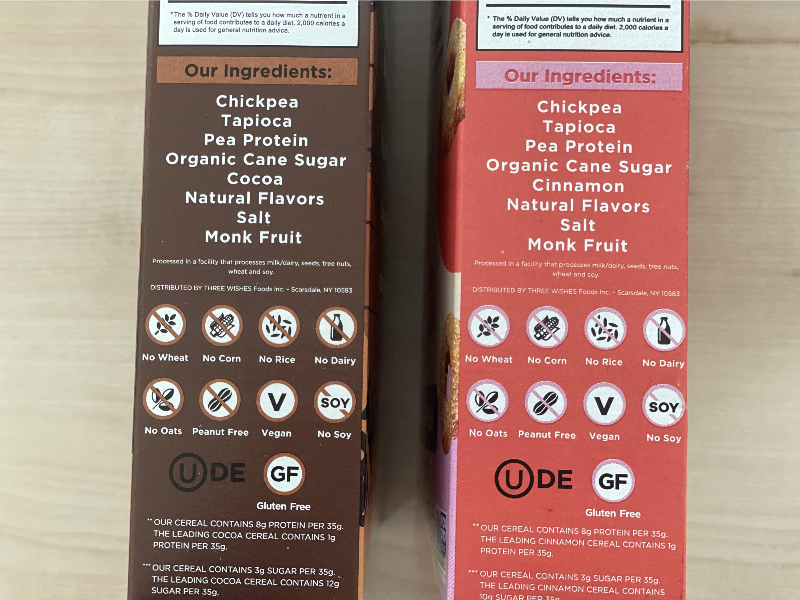 *The % Daily Value (DV) tells you how much a nutrient in a
serving of food contributes to a daily diet. 2,000 calories a
day is used for general nutrition advice.
Our Ingredients:
Chickpea
Tapioca
Pea Protein
Organic Cane Sugar
Cocoa
Natural Flavors
Salt
Monk Fruit
Processed in a facility that processes milk/dairy, seeds, tree nuts,
wheat and soy.
DISTRIBUTED BY THREE WISHES Foods Inc. – Scarsdale, NY 10583
No Wheat No Corn No Rice No Dairy
V SOY
No Oats Peanut Free Vegan No Soy
U DE GF
Gluten Free
**OUR CEREAL CONTAINS 8g PROTEIN PER 35g.
THE LEADING COCOA CEREAL CONTAINS 1g
PROTEIN PER 35g.
***OUR CEREAL CONTAINS 3g SUGAR PER 35g.
THE LEADING COCOA CEREAL CONTAINS 12g
SUGAR PER 35g.
* The % Daily Value (DV) tells you how much a nutrient in a
serving of food contributes to a daily diet. 2,000 calories a
day is used for general nutrition advice.
Our Ingredients:
Chickpea
Tapioca
Pea Protein
Organic Cane Sugar
Cinnamon
Natural Flavors
Salt
Monk Fruit
Processed in a facility that processes milk/dairy, seeds, tree nuts,
wheat and soy.
DISTRIBUTED BY THREE WISHES Foods Inc. – Scarsdale, NY 10583
No Wheat No Corn No Rice No Dairy
V SOY
No Oats Peanut Free Vegan No Soy
U DE GF
Gluten Free
**OUR CEREAL CONTAINS 8g PROTEIN PER 35g.
THE LEADING CINNAMON CEREAL CONTAINS 1g
PROTEIN PER 35g.
***OUR CEREAL CONTAINS 3g SUGAR PER 35g.
THE LEADING CINNAMON CEREAL CONTAINS
10g SUGAR PER 35g.